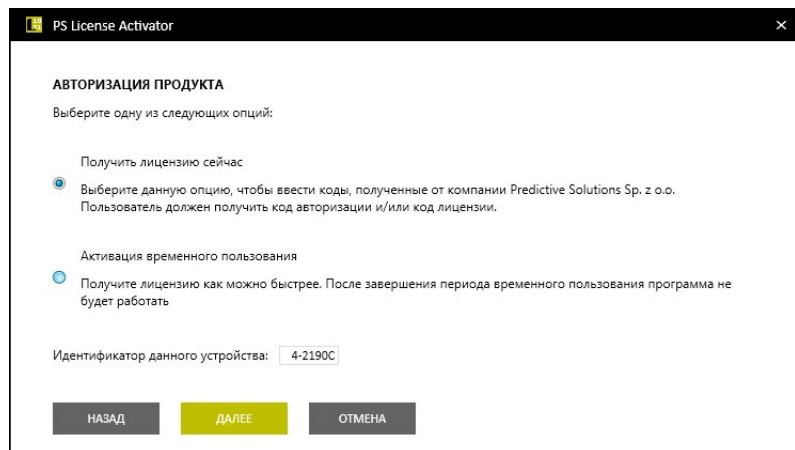 PS License Activator
АВТОРИЗАЦИЯ ПРОДУКТА
Выберите одну из следующих опций:
Получить лицензию сейчас
Выберите данную опцию, чтобы ввести коды, полученные от компании Predictive Solutions Sp. z o.o.
Пользователь должен получить код авторизации и/или код лицензии.
Активация временного пользования
Получите лицензию как можно быстрее. После завершения периода временного пользования программа не
будет работать
Идентификатор данного устройства: 4-2190C
НАЗАД ДАЛЕЕ ОТМЕНА